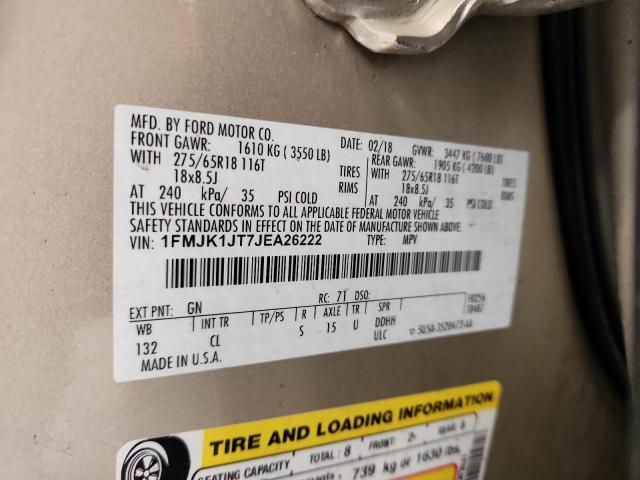 MFD. BY FORD MOTOR CO.
DATE: 02/18 GVWR: 3447 KG (7600 LB)
FRONT GAWR: 1610 KG (3550 LB) REAR GAWR: 1905 KG (4200 LB)
WITH 275/65R18 116T TIRES WITH 275/65R18 116T TIRES
18x8.5J RIMS 18x8.5J RIMS
AT 240 kPa/ 35 PSI COLD AT 240 kPa/ 35 PSI COLD
THIS VEHICLE CONFORMS TO ALL APPLICABLE FEDERAL MOTOR VEHICLE
SAFETY STANDARDS IN EFFECT ON THE DATE OF MANUFACTURE SHOWN ABOVE.
VIN: 1FMJK1JT7JEA26222 TYPE: MPV
EXT PNT: GN RC: 71 DSO:
WB INT TR TP/PS R AXLE TR SPR
132 CL S 15 U DDHH
ULC
MADE IN U.S.A.
TIRE AND LOADING INFORMATION
SEATING CAPACITY TOTAL: 8 FRONT: 2
739 kg or 1630 lbs.